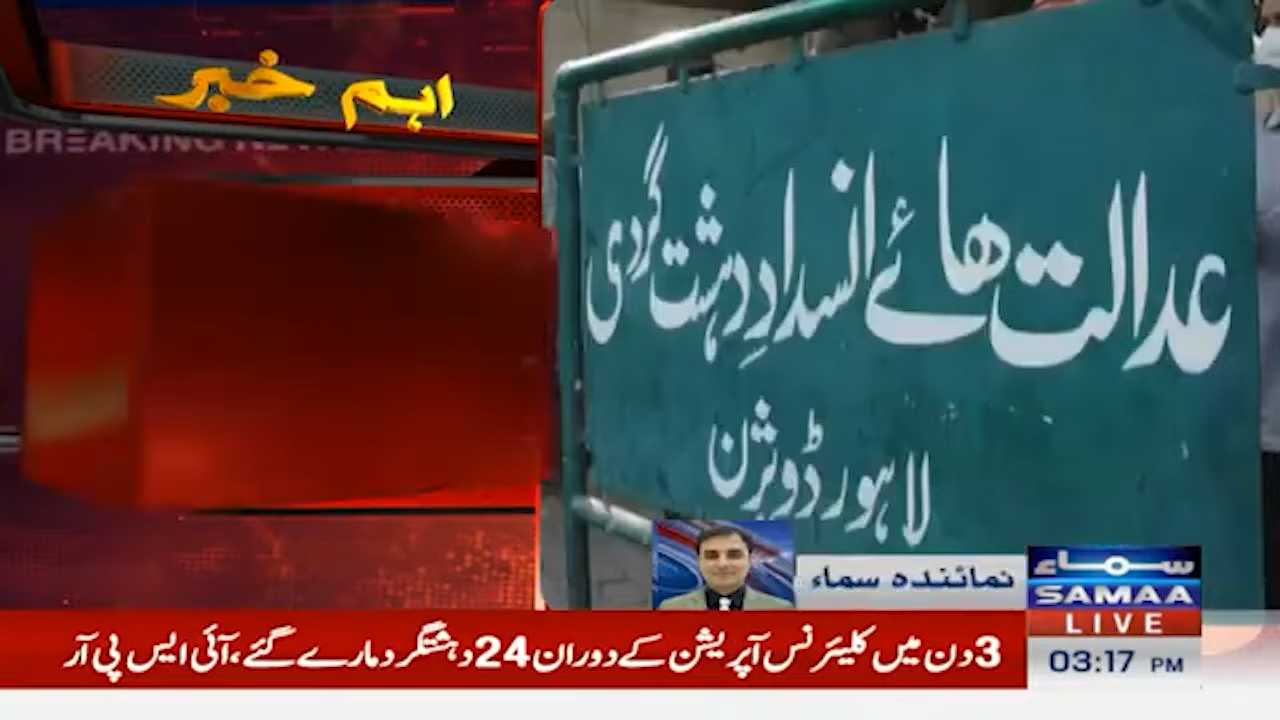 اہم خبر
BREAKING NEWS
عدالت ھائے انسدادِ دہشت گردی
لاہور ڈویژن
نمائندہ سماء
سماء
SAMAA
LIVE
03:17 PM
3 دن میں کلیئرنس آپریشن کے دوران 24 دہشتگرد مارے گئے، آئی ایس پی آر